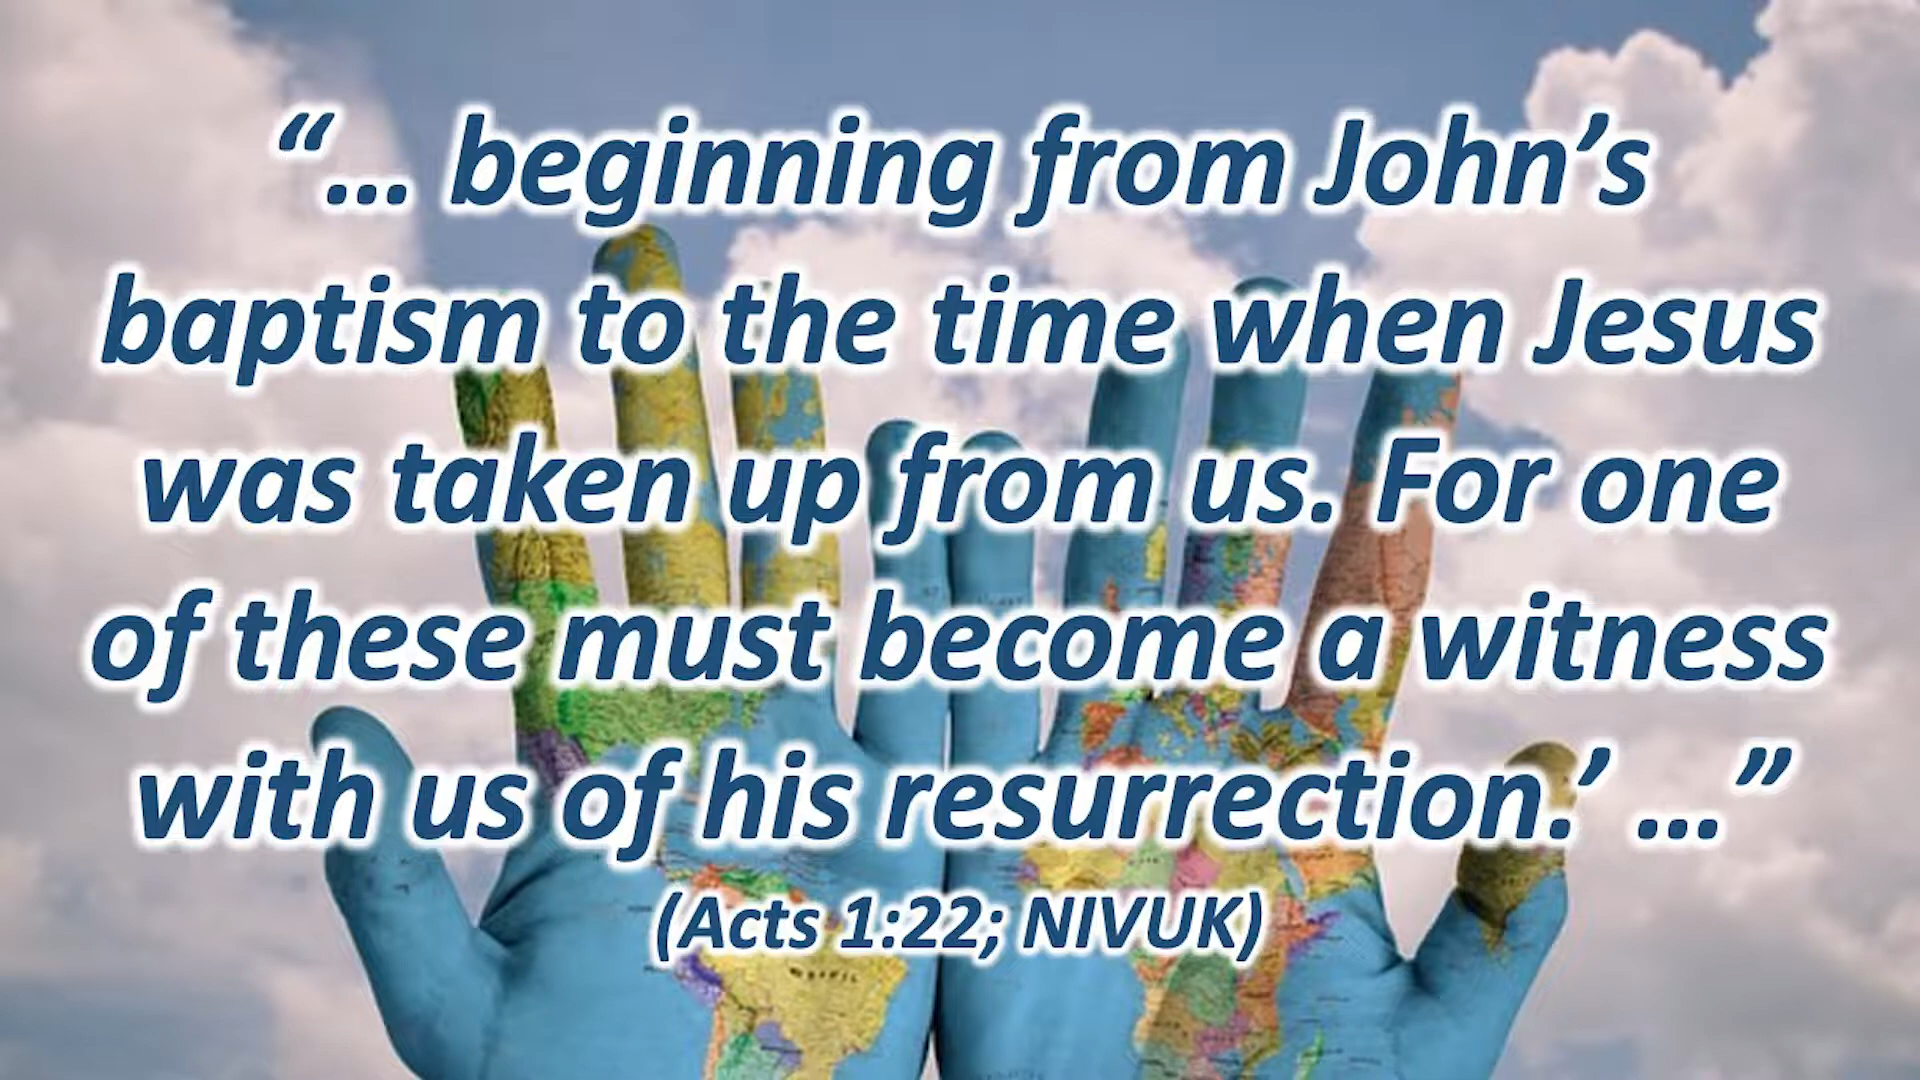 “... beginning from John’s
baptism to the time when Jesus
was taken up from us. For one
of these must become a witness
with us of his resurrection.’ ...”
(Acts 1:22; NIVUK)
BRASIL